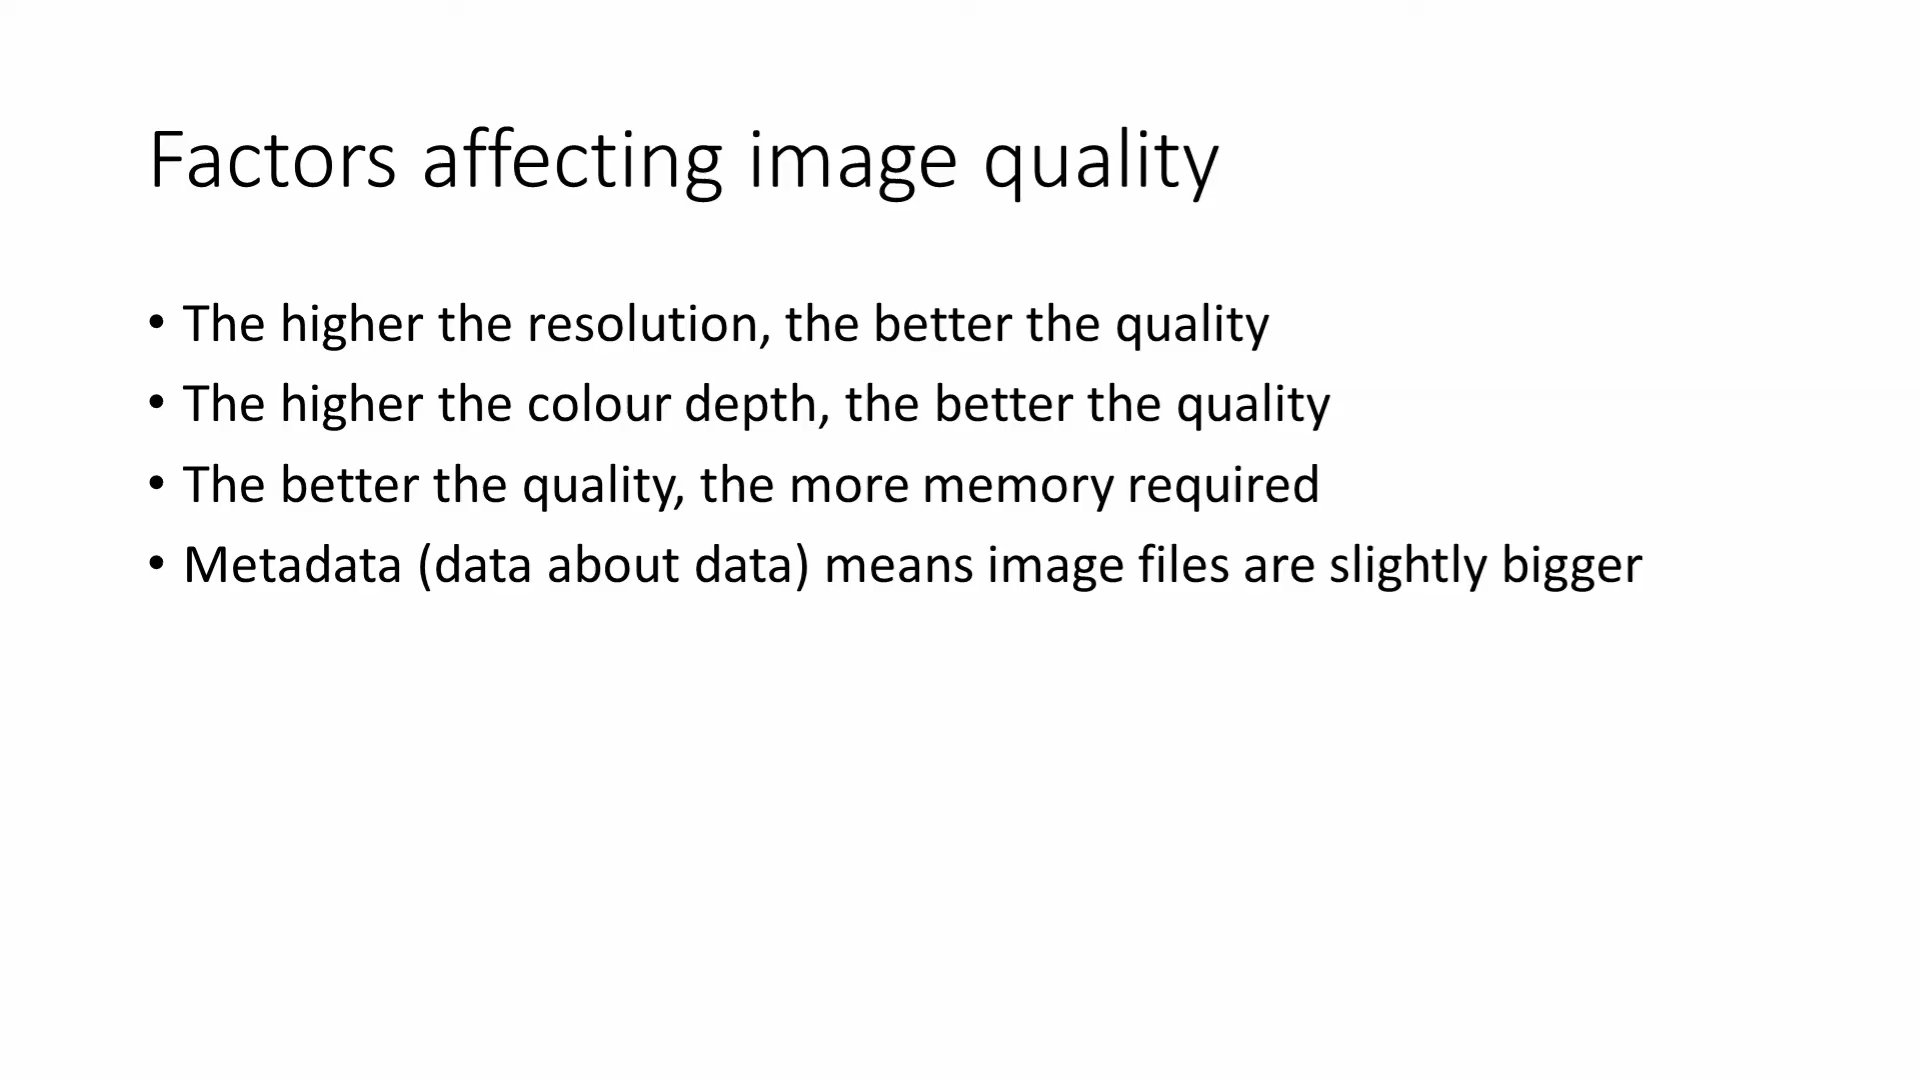 Factors affecting image quality
• The higher the resolution, the better the quality
• The higher the colour depth, the better the quality
• The better the quality, the more memory required
• Metadata (data about data) means image files are slightly bigger